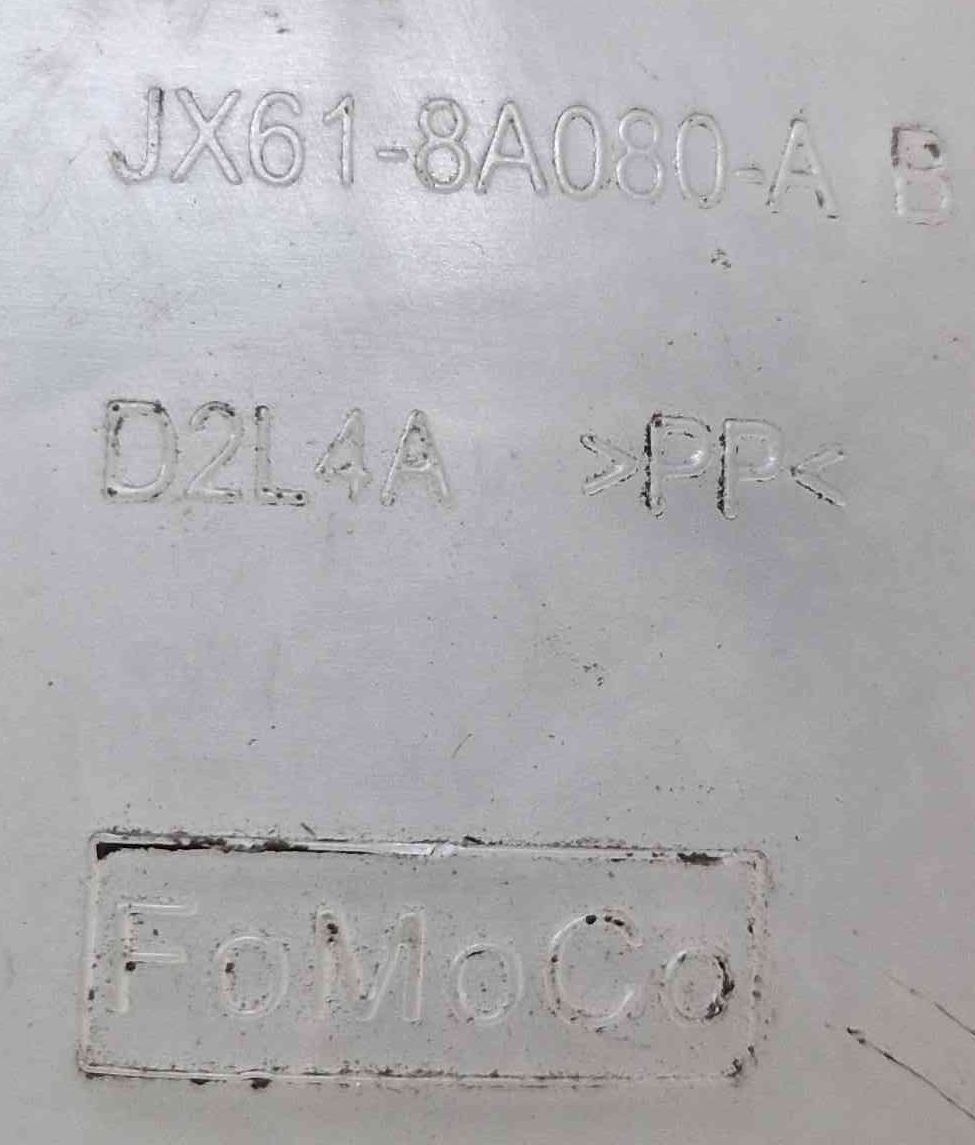 JX61-8A080-A B
D2L4A >PP<
FoMoCo